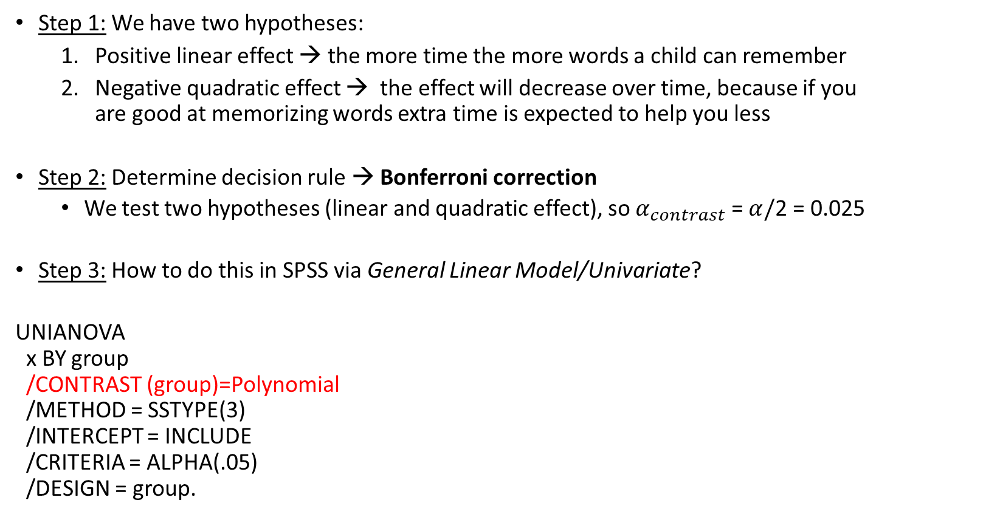 • Step 1: We have two hypotheses:
1. Positive linear effect → the more time the more words a child can remember
2. Negative quadratic effect → the effect will decrease over time, because if you
are good at memorizing words extra time is expected to help you less
• Step 2: Determine decision rule → Bonferroni correction
• We test two hypotheses (linear and quadratic effect), so α_contrast = α/2 = 0.025
• Step 3: How to do this in SPSS via General Linear Model/Univariate?
UNIANOVA
x BY group
/CONTRAST (group)=Polynomial
/METHOD = SSTYPE(3)
/INTERCEPT = INCLUDE
/CRITERIA = ALPHA(.05)
/DESIGN = group.